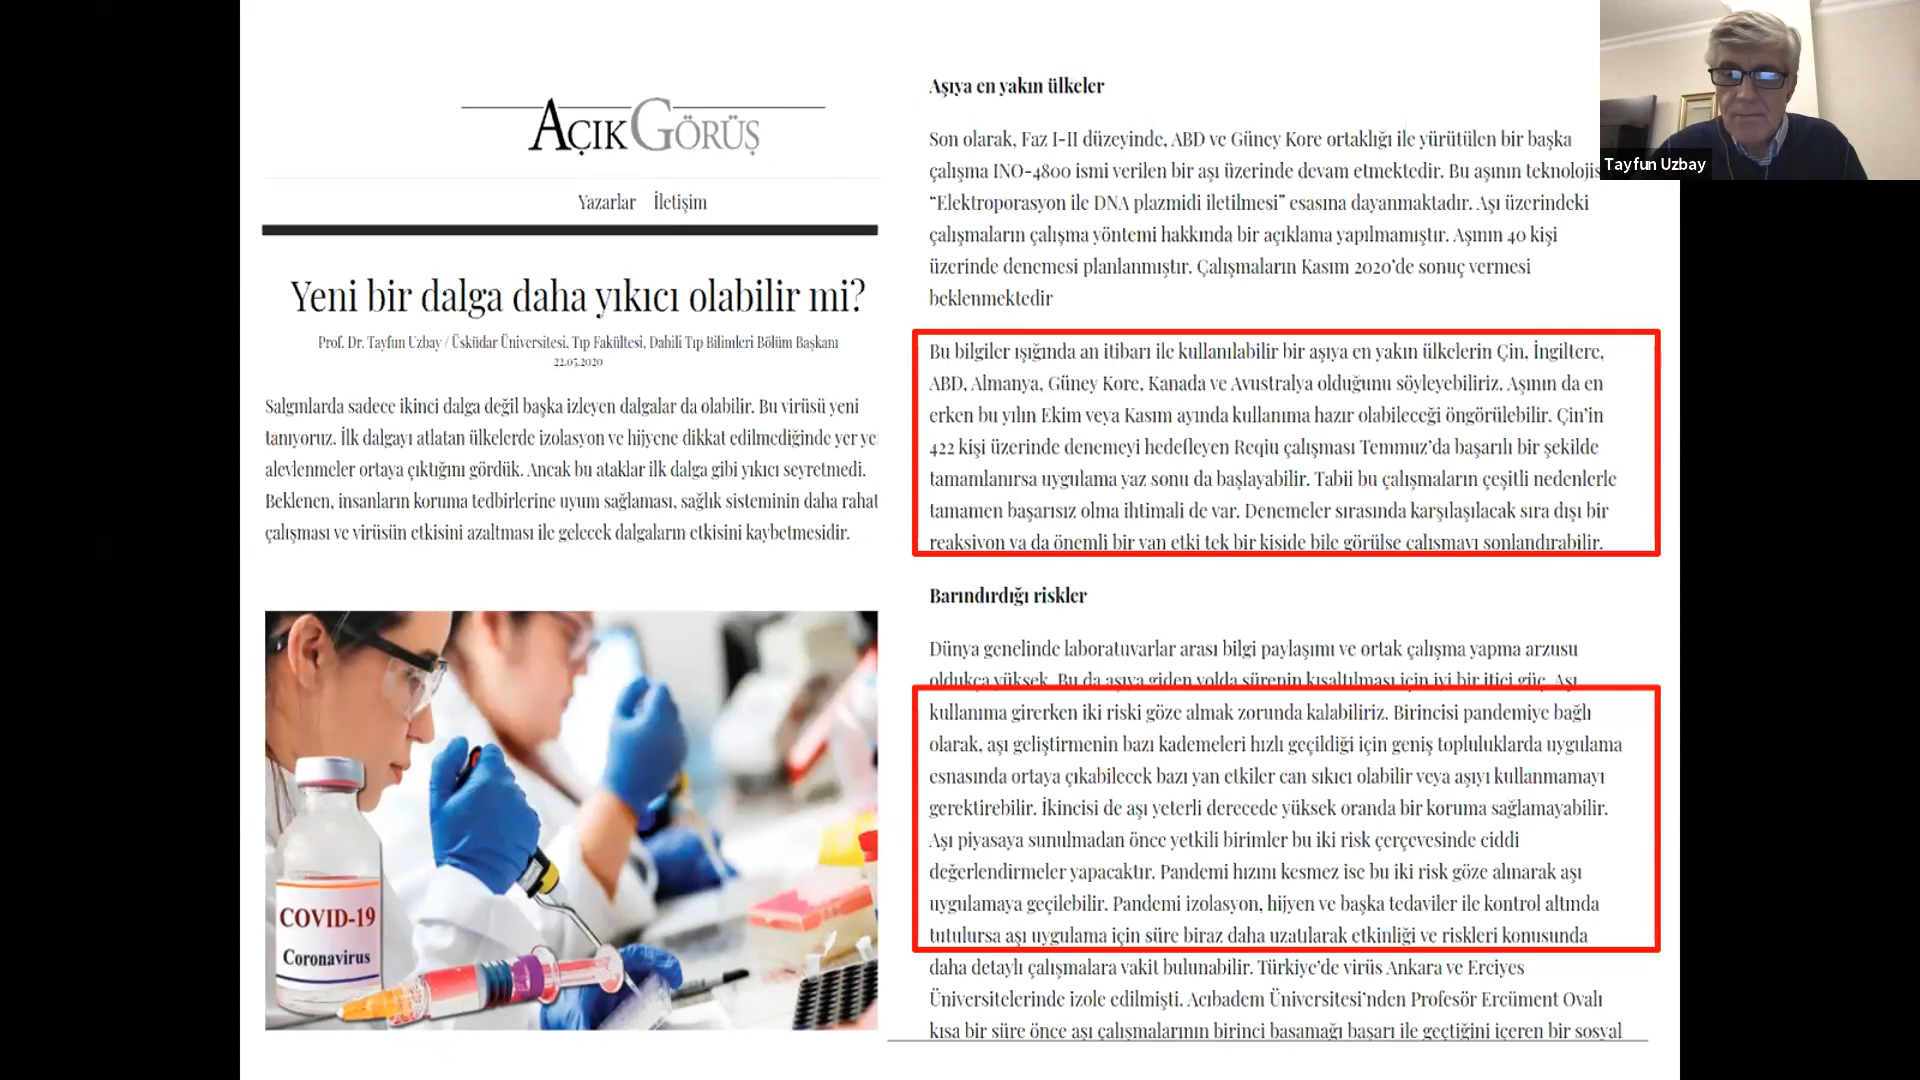 AÇIK GÖRÜŞ
Yazarlar İletişim
Yeni bir dalga daha yıkıcı olabilir mi?
Prof. Dr. Tayfun Uzbay / Üsküdar Üniversitesi, Tıp Fakültesi, Dahili Tıp Bilimleri Bölüm Başkanı
22.05.2020
Salgınlarda sadece ikinci dalga değil başka izleyen dalgalar da olabilir. Bu virüsü yeni
tanıyoruz. İlk dalgayı atlatan ülkelerde izolasyon ve hijyene dikkat edilmediğinde yer ye
alevlenmeler ortaya çıktığını gördük. Ancak bu ataklar ilk dalga gibi yıkıcı seyretmedi.
Beklenen, insanların koruma tedbirlerine uyum sağlaması, sağlık sisteminin daha rahat
çalışması ve virüsün etkisini azaltması ile gelecek dalgaların etkisini kaybetmesidir.
COVID-19
Coronavirus
Aşıya en yakın ülkeler
Son olarak, Faz I-II düzeyinde, ABD ve Güney Kore ortaklığı ile yürütülen bir başka
çalışma INO-4800 ismi verilen bir aşı üzerinde devam etmektedir. Bu aşının teknolojis
“Elektroporasyon ile DNA plazmidi iletilmesi” esasına dayanmaktadır. Aşı üzerindeki
çalışmaların çalışma yöntemi hakkında bir açıklama yapılmamıştır. Aşının 40 kişi
üzerinde denemesi planlanmıştır. Çalışmaların Kasım 2020’de sonuç vermesi
beklenmektedir
Bu bilgiler ışığında an itibarı ile kullanılabilir bir aşıya en yakın ülkelerin Çin, İngiltere,
ABD, Almanya, Güney Kore, Kanada ve Avustralya olduğunu söyleyebiliriz. Aşının da en
erken bu yılın Ekim veya Kasım ayında kullanıma hazır olabileceği öngörülebilir. Çin’in
422 kişi üzerinde denemeyi hedefleyen Reqiu çalışması Temmuz’da başarılı bir şekilde
tamamlanırsa uygulama yaz sonu da başlayabilir. Tabii bu çalışmaların çeşitli nedenlerle
tamamen başarısız olma ihtimali de var. Denemeler sırasında karşılaşılacak sıra dışı bir
reaksiyon ya da önemli bir yan etki tek bir kişide bile görülse çalışmayı sonlandırabilir.
Barındırdığı riskler
Dünya genelinde laboratuvarlar arası bilgi paylaşımı ve ortak çalışma yapma arzusu
oldukça yüksek. Bu da aşıya giden yolda sürenin kısaltılması için iyi bir itici güç. Aşı
kullanıma girerken iki riski göze almak zorunda kalabiliriz. Birincisi pandemiye bağlı
olarak, aşı geliştirmenin bazı kademeleri hızlı geçildiği için geniş topluluklarda uygulama
esnasında ortaya çıkabilecek bazı yan etkiler can sıkıcı olabilir veya aşıyı kullanmamayı
gerektirebilir. İkincisi de aşı yeterli derecede yüksek oranda bir koruma sağlamayabilir.
Aşı piyasaya sunulmadan önce yetkili birimler bu iki risk çerçevesinde ciddi
değerlendirmeler yapacaktır. Pandemi hızını kesmez ise bu iki risk göze alınarak aşı
uygulamaya geçilebilir. Pandemi izolasyon, hijyen ve başka tedaviler ile kontrol altında
tutulursa aşı uygulama için süre biraz daha uzatılarak etkinliği ve riskleri konusunda
daha detaylı çalışmalara vakit bulunabilir. Türkiye’de virüs Ankara ve Erciyes
Üniversitelerinde izole edilmişti. Acıbadem Üniversitesi’nden Profesör Ercüment Ovalı
kısa bir süre önce aşı çalışmalarının birinci basamağı başarı ile geçtiğini içeren bir sosyal
Tayfun Uzbay